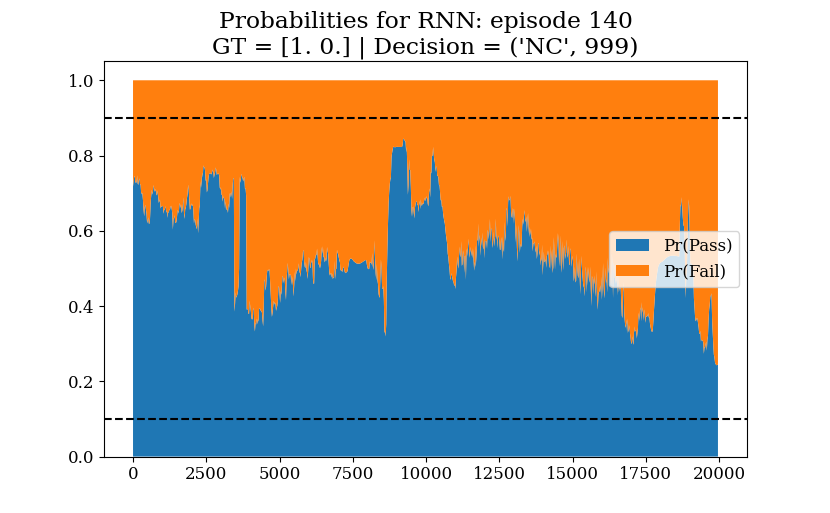 Probabilities for RNN: episode 140
GT = [1. 0.] | Decision = ('NC', 999)
1.0
0.8
0.6
0.4
0.2
0.0
Pr(Pass)
Pr(Fail)
0 2500 5000 7500 10000 12500 15000 17500 20000